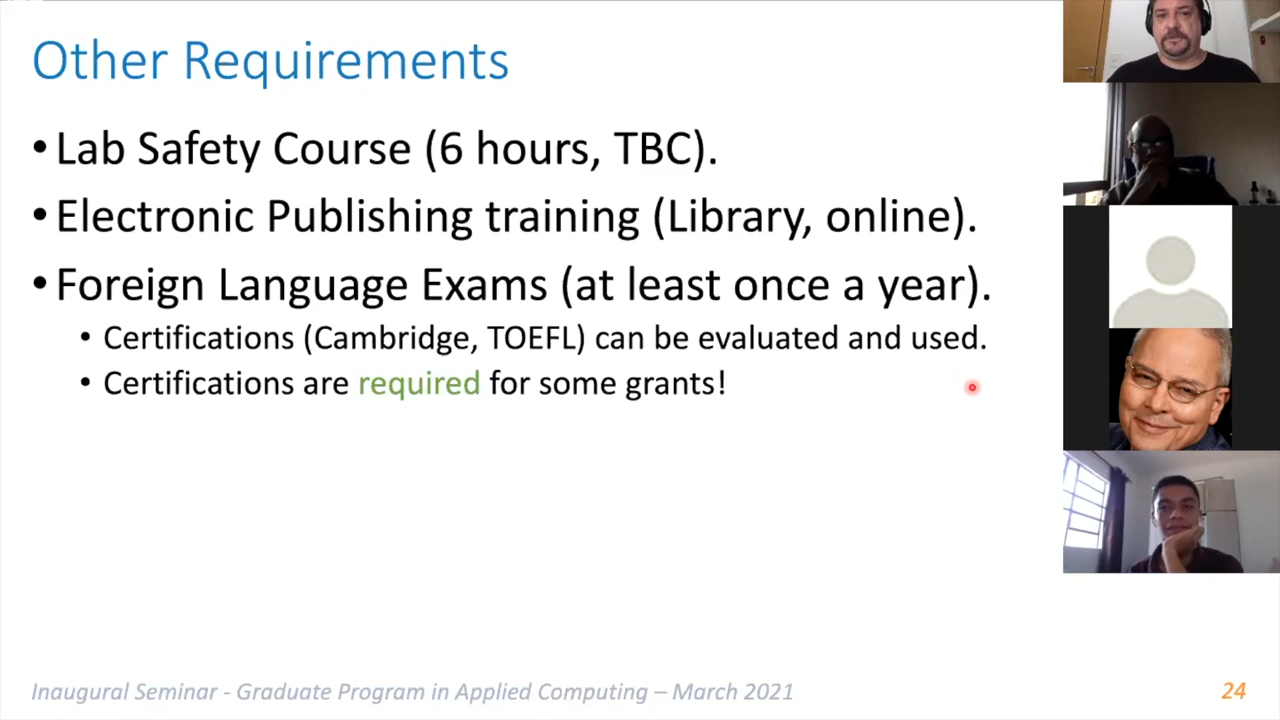 Other Requirements
• Lab Safety Course (6 hours, TBC).
• Electronic Publishing training (Library, online).
• Foreign Language Exams (at least once a year).
• Certifications (Cambridge, TOEFL) can be evaluated and used.
• Certifications are required for some grants!
Inaugural Seminar - Graduate Program in Applied Computing – March 2021
24